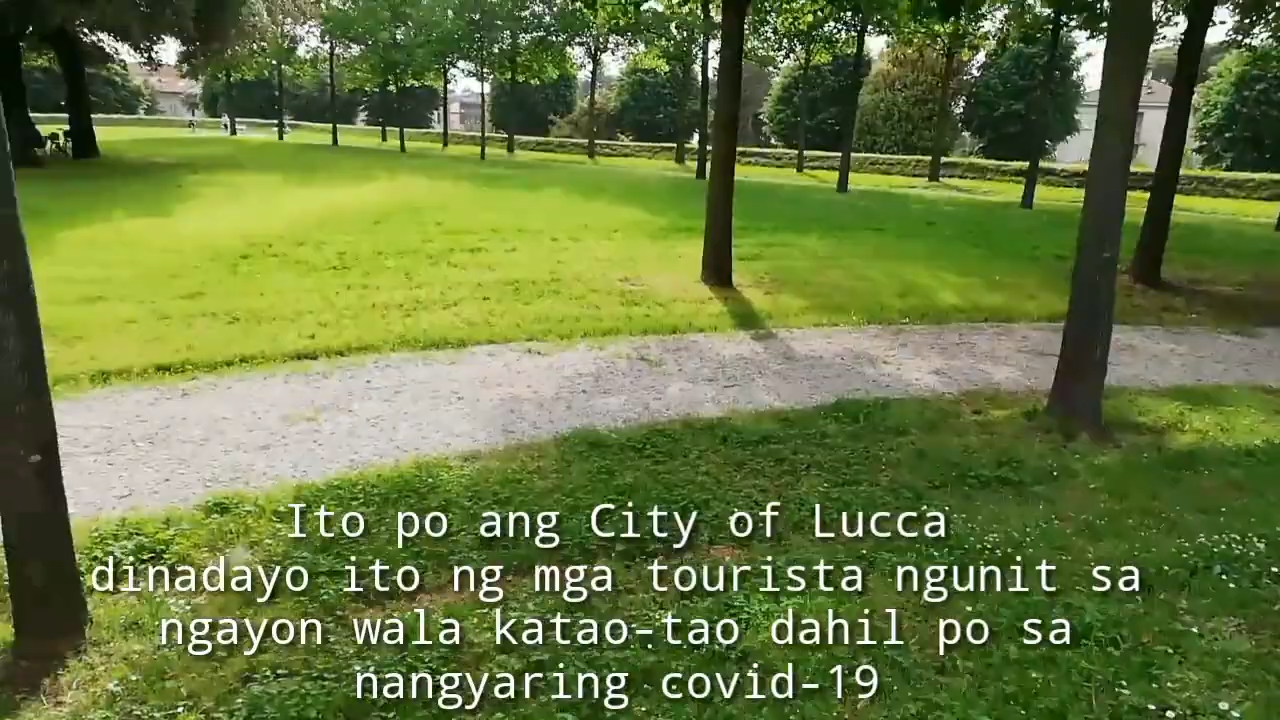 Ito po ang City of Lucca
dinadayo ito ng mga tourista ngunit sa
ngayon wala katao-tao dahil po sa
nangyaring covid-19